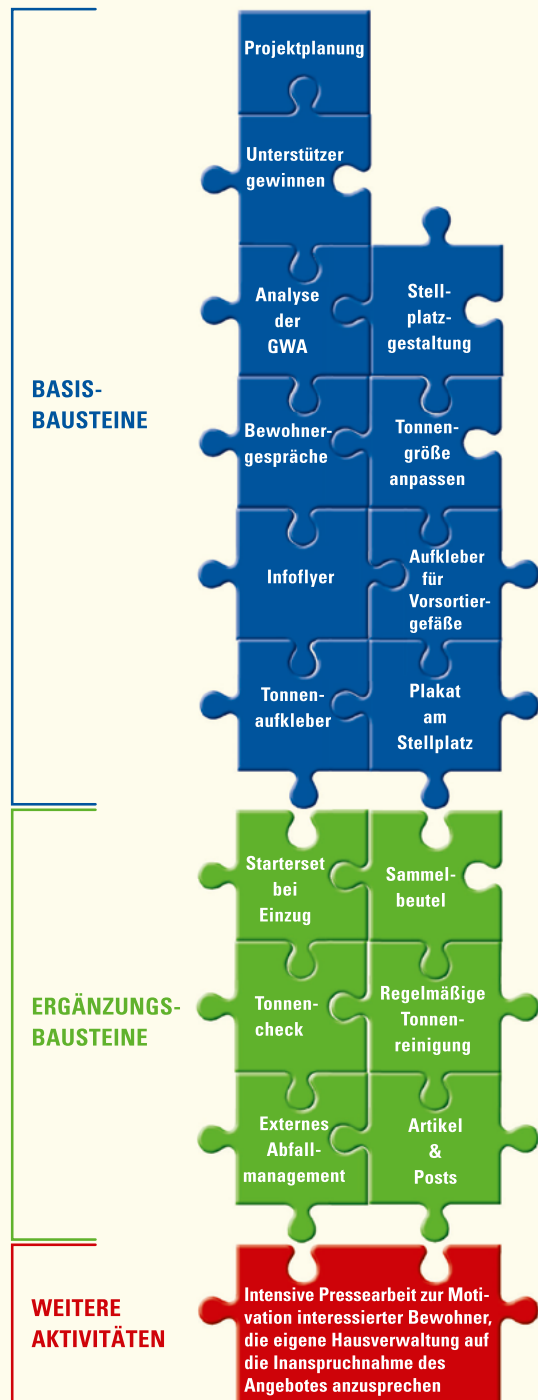 Projektplanung
Unterstützer
gewinnen
Analyse
der
GWA
Stell-
platz-
gestaltung
BASIS-
BAUSTEINE
Bewohner-
gespräche
Tonnen-
größe
anpassen
Infoflyer
Aufkleber
für
Vorsortier-
gefäße
Tonnen-
aufkleber
Plakat
am
Stellplatz
Starterset
bei
Einzug
Sammel-
beutel
ERGÄNZUNGS-
BAUSTEINE
Tonnen-
check
Regelmäßige
Tonnen-
reinigung
Externes
Abfall-
management
Artikel
&
Posts
WEITERE
AKTIVITÄTEN
Intensive Pressearbeit zur Moti-
vation interessierter Bewohner,
die eigene Hausverwaltung auf
die Inanspruchnahme des
Angebotes anzusprechen